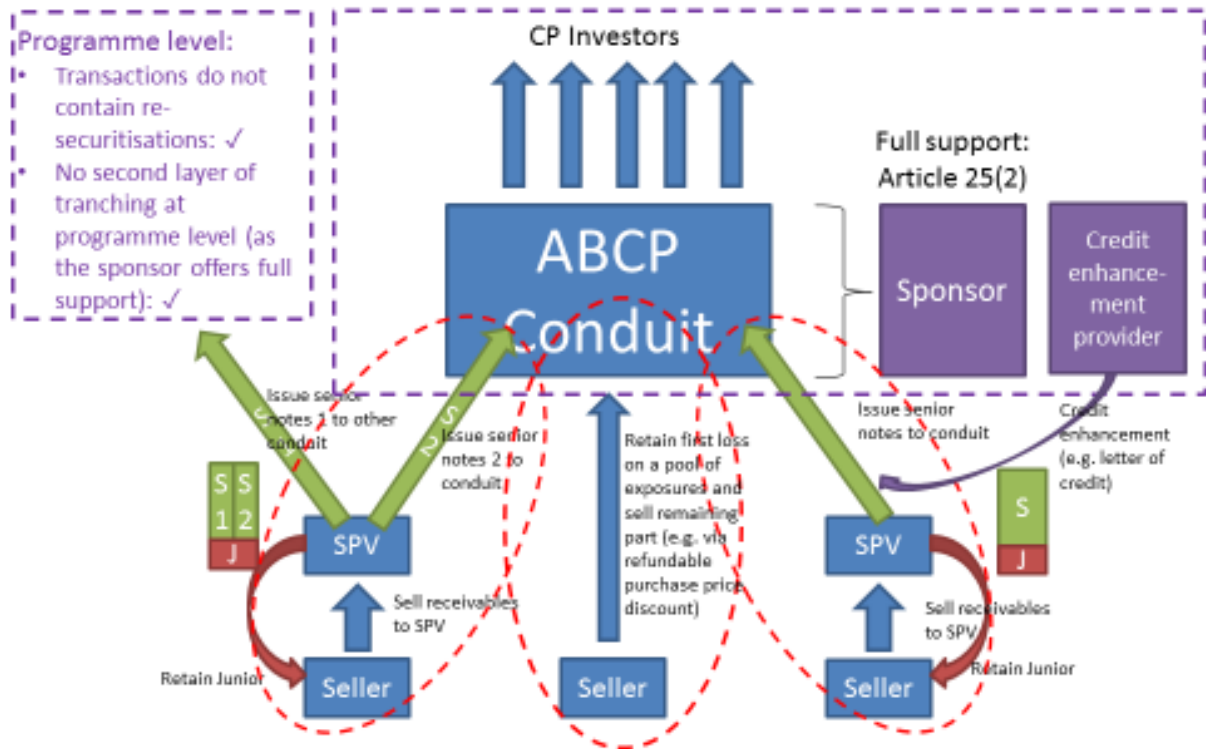 Programme level:
• Transactions do not
contain re-
securitisations: ✓
• No second layer of
tranching at
programme level (as
the sponsor offers full
support): ✓
CP Investors
Full support:
Article 25(2)
ABCP
Conduit
Sponsor
Credit
enhance-
ment
provider
Issue senior
notes 1 to other
conduit
S 2
Issue senior
notes 2 to
conduit
Retain first loss
on a pool of
exposures and
sell remaining
part (e.g. via
refundable
purchase price
discount)
Issue senior
notes to conduit
Credit
enhancement
(e.g. letter of
credit)
S S
1 2
J
SPV
SPV
S
J
Sell receivables
to SPV
Sell receivables
to SPV
Retain Junior
Seller
Seller
Seller
Retain Junior